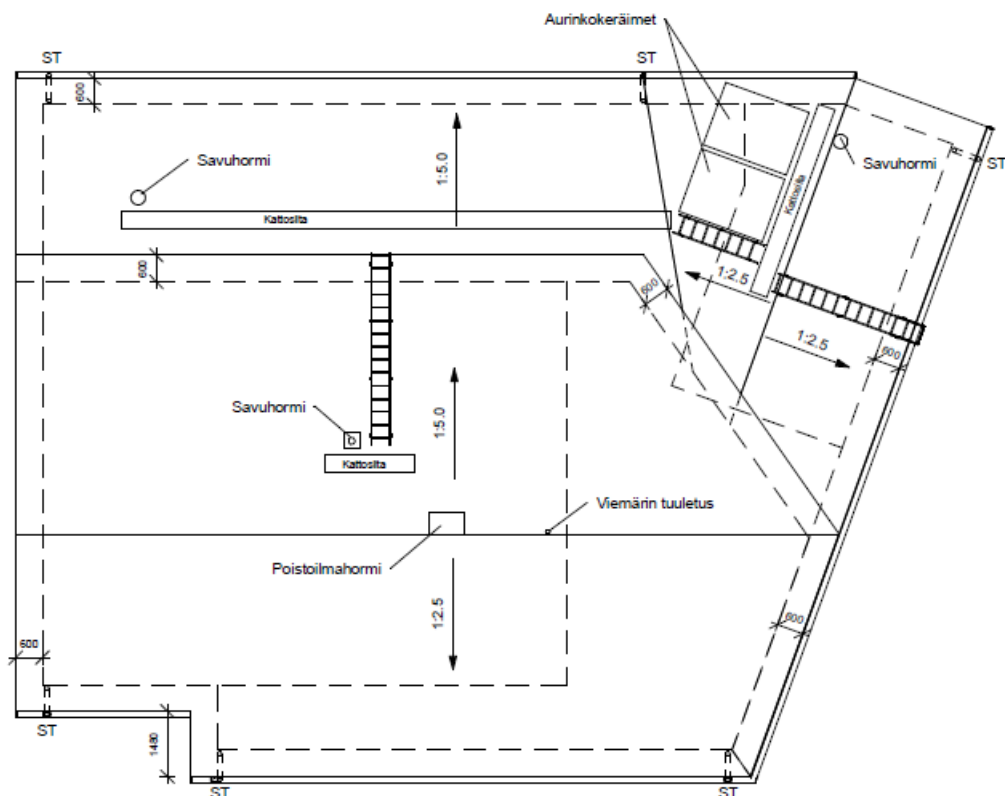 Aurinkokeräimet
ST
ST
600
Savuhormi
1:5.0
Kattosilta
Kattosilta
Savuhormi
ST
600
1:2.5
600
1:2.5
600
Savuhormi
1:5.0
Kattosilta
Viemärin tuuletus
Poistoilmahormi
1:2.5
600
600
ST
1480
ST
ST